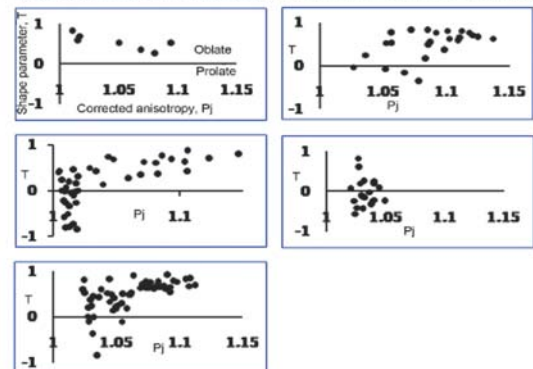 Shape parameter, T
1
0
-1
Oblate
Prolate
1 1.05 1.1 1.15
Corrected anisotropy, Pj
1
T
0
-1
1 1.05 1.1 1.15
Pj
1
T
0
-1
1 Pj 1.1
1
T
0
-1
1 1.05 1.1 1.15
Pj
1
T
0
-1
1 1.05 1.1 1.15
Pj